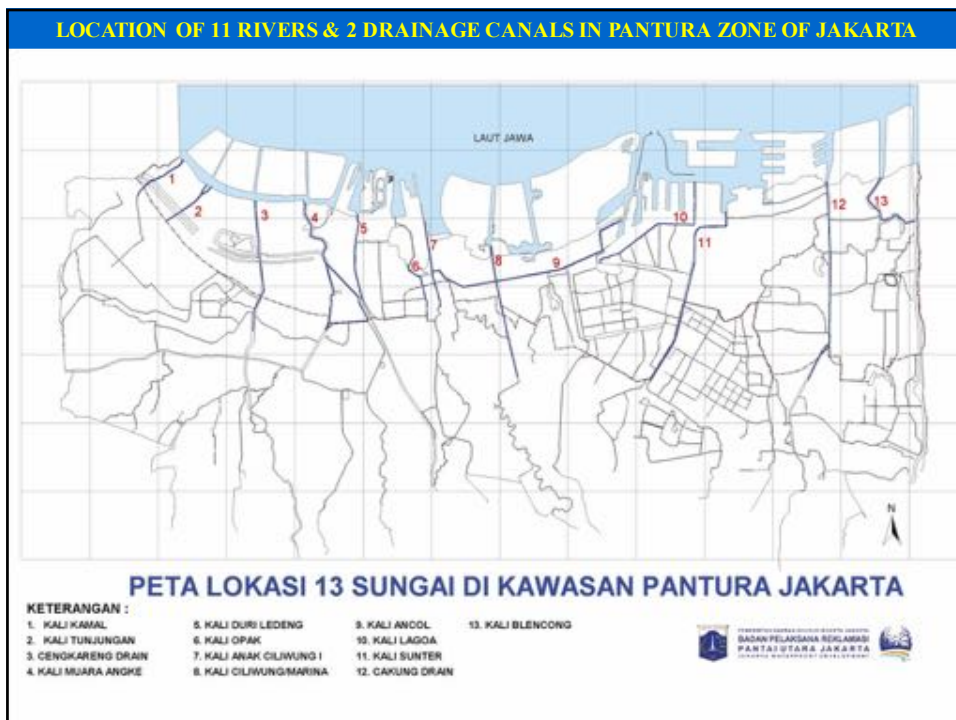 LOCATION OF 11 RIVERS & 2 DRAINAGE CANALS IN PANTURA ZONE OF JAKARTA
LAUT JAWA
1
2
3
4
5
6
7
8
9
10
11
12
13
N
PETA LOKASI 13 SUNGAI DI KAWASAN PANTURA JAKARTA
KETERANGAN :
1. KALI KAMAL
2. KALI TUNJUNGAN
3. CENGKARENG DRAIN
4. KALI MUARA ANGKE
5. KALI DURI LEDENG
6. KALI OPAK
7. KALI ANAK CILIWUNG I
8. KALI CILIWUNG/MARINA
9. KALI ANCOL
10. KALI LAGOA
11. KALI SUNTER
12. CAKUNG DRAIN
13. KALI BLENCONG
BADAN PELAKSANA REKLAMASI
PANTAI UTARA JAKARTA